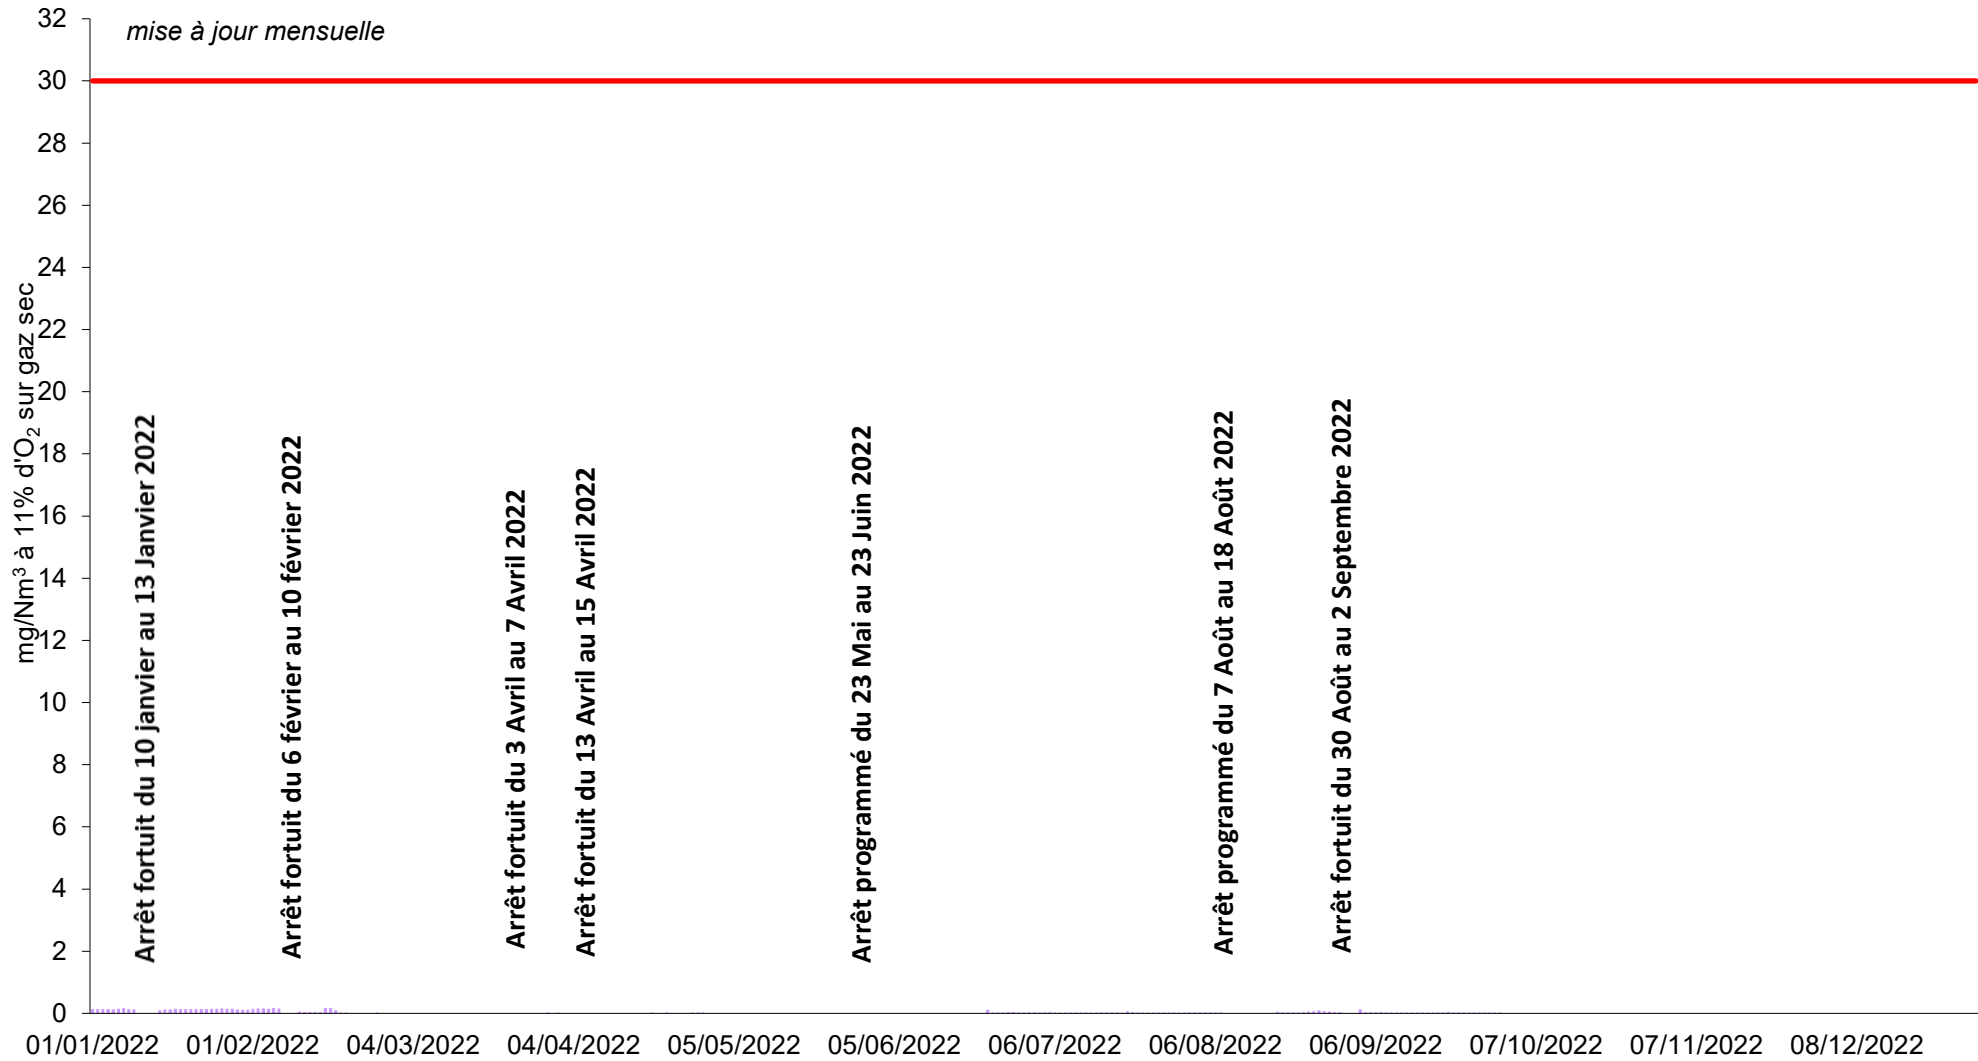 mise à jour mensuelle
mg/Nm³ à 11% d'O₂ sur gaz sec
32
30
28
26
24
22
20
18
16
14
12
10
8
6
4
2
0
Arrêt fortuit du 10 janvier au 13 Janvier 2022
Arrêt fortuit du 6 février au 10 février 2022
Arrêt fortuit du 3 Avril au 7 Avril 2022
Arrêt fortuit du 13 Avril au 15 Avril 2022
Arrêt programmé du 23 Mai au 23 Juin 2022
Arrêt programmé du 7 Août au 18 Août 2022
Arrêt fortuit du 30 Août au 2 Septembre 2022
01/01/2022 01/02/2022 04/03/2022 04/04/2022 05/05/2022 05/06/2022 06/07/2022 06/08/2022 06/09/2022 07/10/2022 07/11/2022 08/12/2022